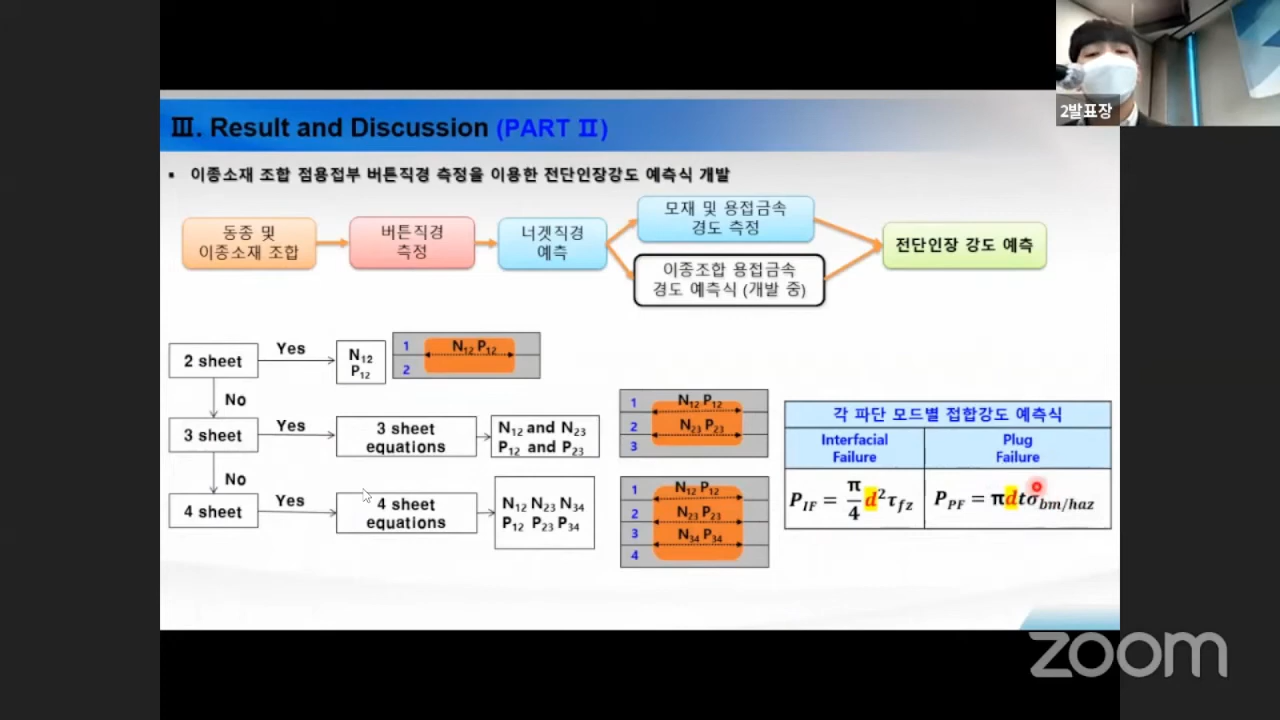 2발표장
Ⅲ. Result and Discussion (PART Ⅱ)
▪ 이종소재 조합 점용접부 버튼직경 측정을 이용한 전단인장강도 예측식 개발
동종 및
이종소재 조합
버튼직경
측정
너겟직경
예측
모재 및 용접금속
경도 측정
이종조합 용접금속
경도 예측식 (개발 중)
전단인장 강도 예측
2 sheet
Yes
N12
P12
1
N12 P12
2
No
3 sheet
Yes
3 sheet
equations
N12 and N23
P12 and P23
1
N12 P12
2
N23 P23
3
No
4 sheet
Yes
4 sheet
equations
N12 N23 N34
P12 P23 P34
1
N12 P12
2
N23 P23
3
N34 P34
4
각 파단 모드별 접합강도 예측식
Interfacial
Failure
Plug
Failure
P_IF = π/4 d²τ_fz
P_PF = πdtσ_bm/haz
zoom